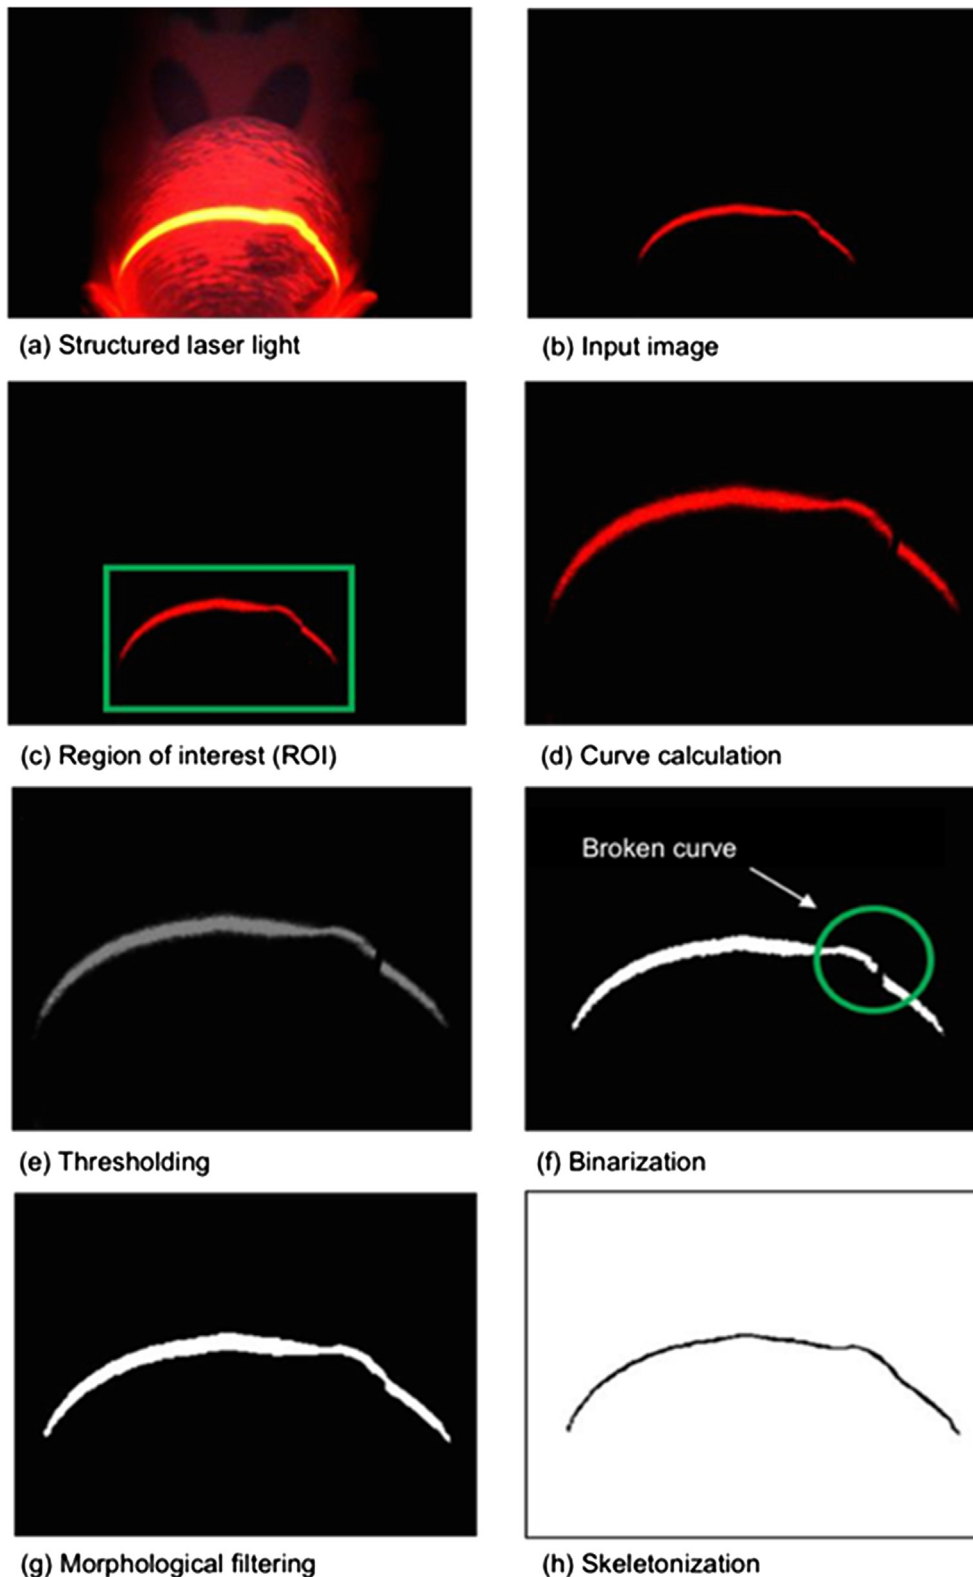 (a) Structured laser light
(b) Input image
(c) Region of interest (ROI)
(d) Curve calculation
Broken curve
(e) Thresholding
(f) Binarization
(g) Morphological filtering
(h) Skeletonization